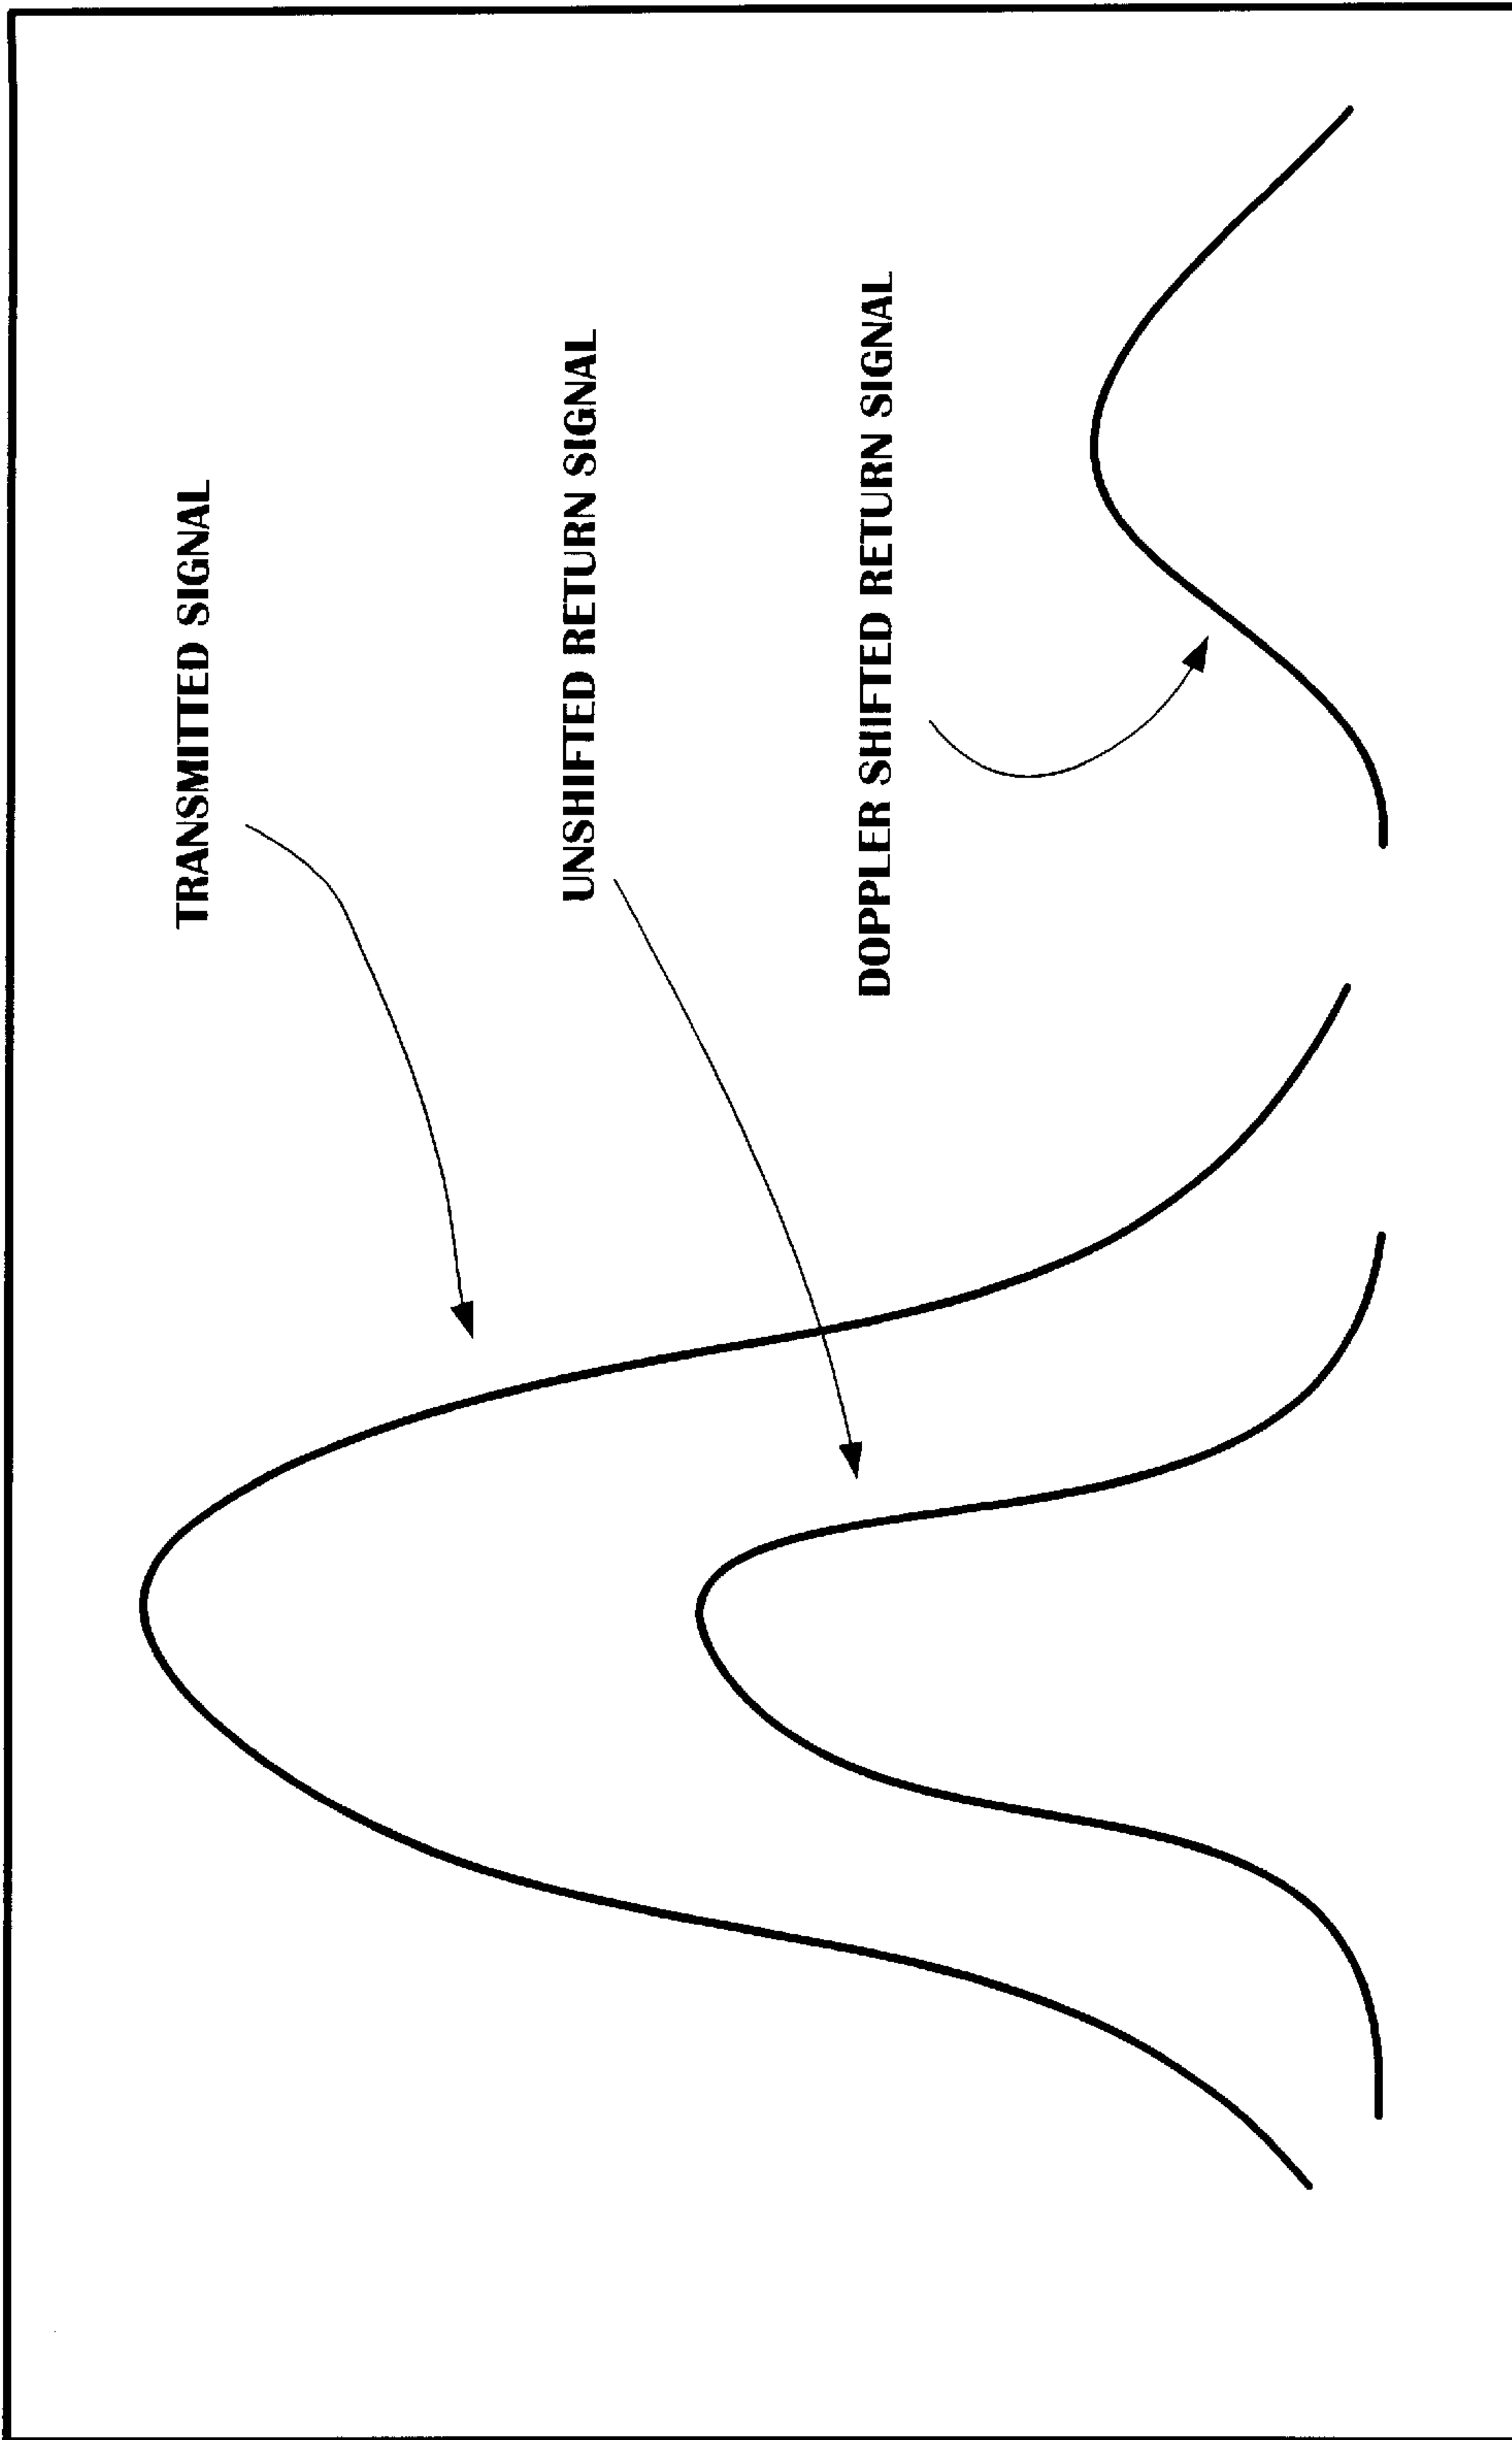 TRANSMITTED SIGNAL
UNSHIFTED RETURN SIGNAL
DOPPLER SHIFTED RETURN SIGNAL